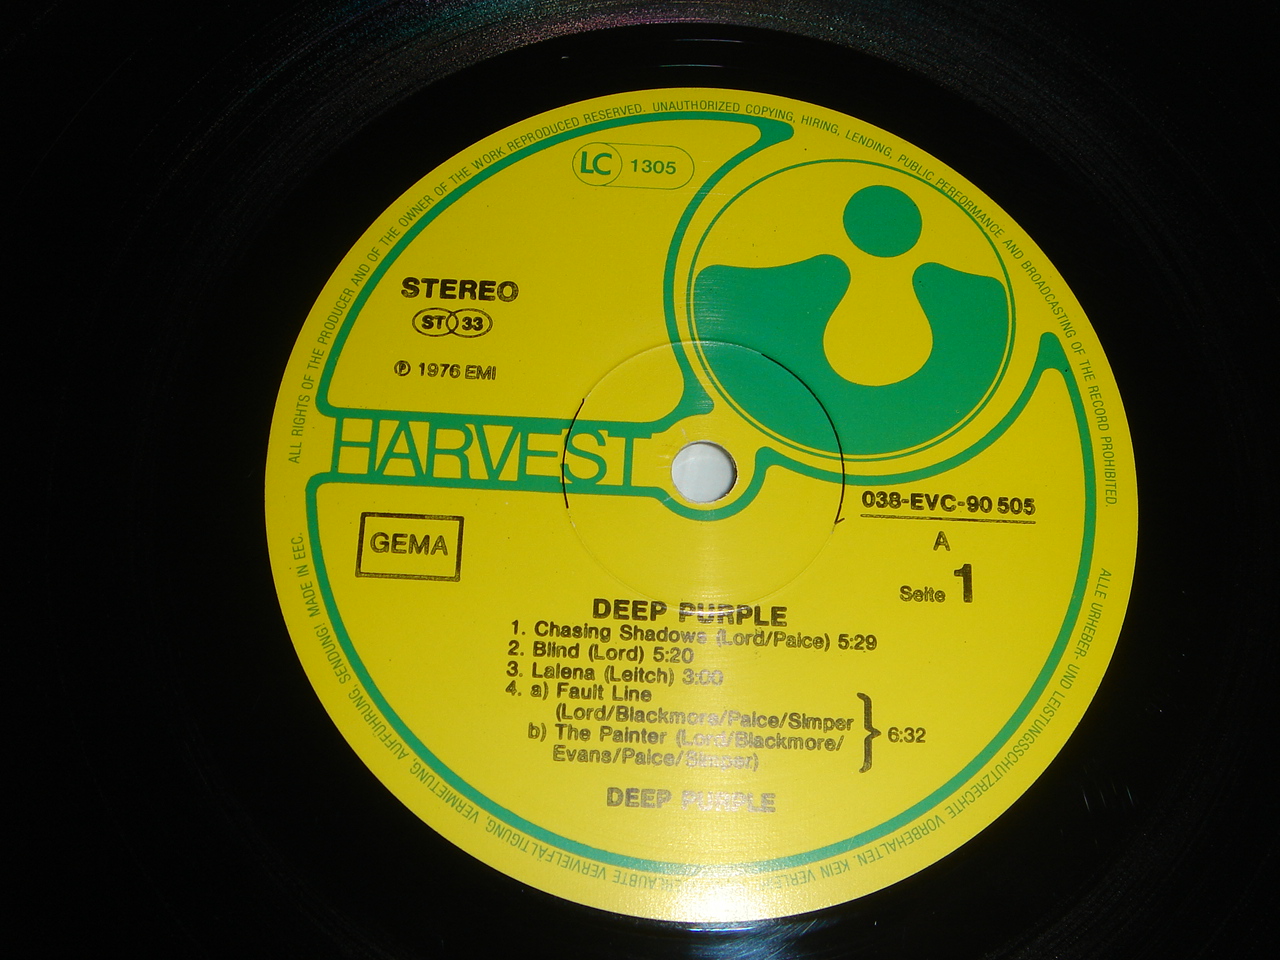 ALL RIGHTS OF THE PRODUCER AND OF THE OWNER OF THE WORK REPRODUCED RESERVED. UNAUTHORIZED COPYING, HIRING, LENDING, PUBLIC PERFORMANCE AND BROADCASTING OF THE RECORD PROHIBITED.
LC 1305
STEREO
ST 33
℗ 1976 EMI
HARVEST
GEMA
038-EVC-90 505
A
Seite 1
DEEP PURPLE
1. Chasing Shadows (Lord/Paice) 5:29
2. Blind (Lord) 5:20
3. Lalena (Leitch) 3:00
4. a) Fault Line
(Lord/Blackmore/Paice/Simper
b) The Painter (Lord/Blackmore/
Evans/Paice/Simper)
} 6:32
DEEP PURPLE
ALLE URHEBER- UND LEISTUNGSSCHUTZRECHTE VORBEHALTEN. KEIN VERLEIH
VERVIELFÄLTIGUNG, VERMIETUNG, AUFFÜHRUNG, SENDUNG! MADE IN EEC.